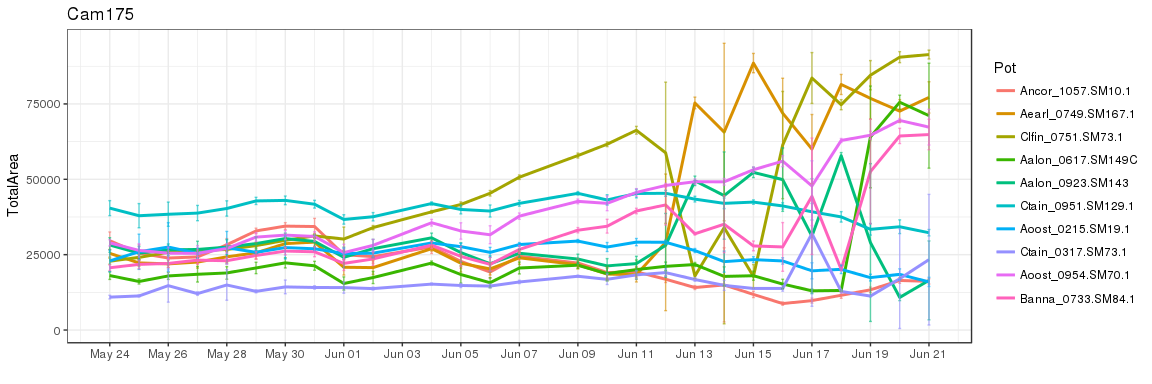 Cam175
TotalArea
75000
50000
25000
0
May 24 May 26 May 28 May 30 Jun 01 Jun 03 Jun 05 Jun 07 Jun 09 Jun 11 Jun 13 Jun 15 Jun 17 Jun 19 Jun 21
Pot
Ancor_1057.SM10.1
Aearl_0749.SM167.1
Clfin_0751.SM73.1
Aalon_0617.SM149C
Aalon_0923.SM143
Ctain_0951.SM129.1
Aoost_0215.SM19.1
Ctain_0317.SM73.1
Aoost_0954.SM70.1
Banna_0733.SM84.1